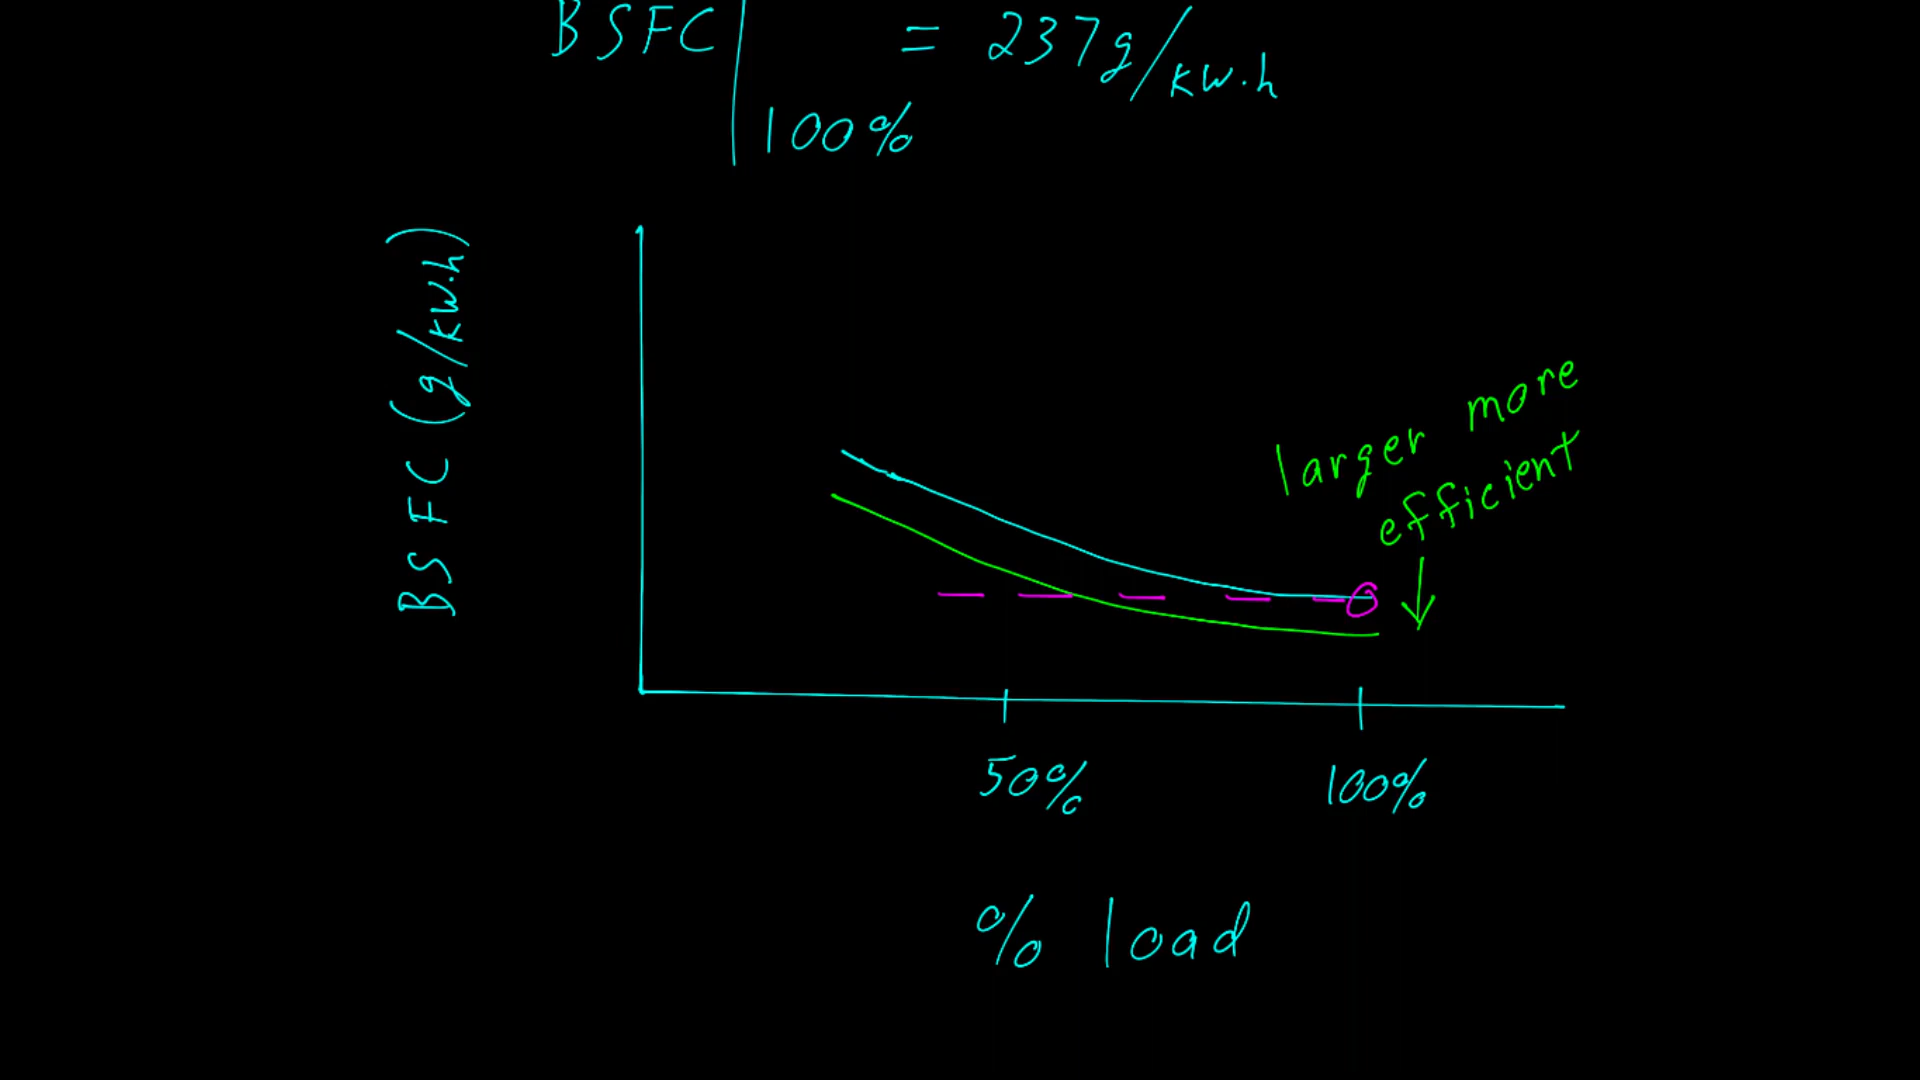 BSFC| = 237g/kw.h
100%
BSFC (g/kw.h)
larger more
efficient
50%
100%
% load